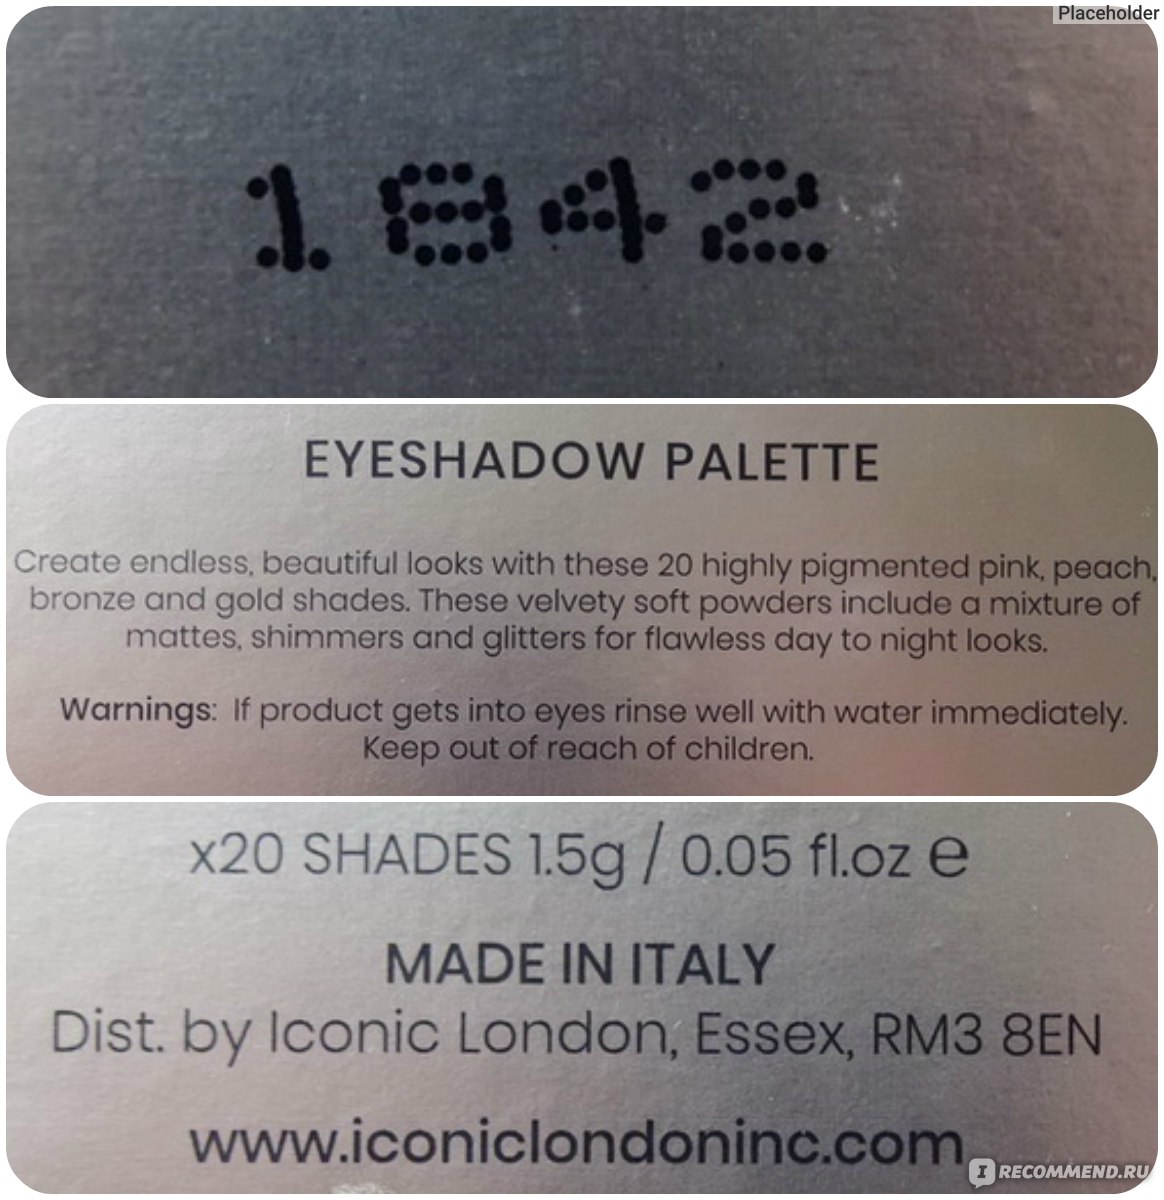 Placeholder
1842
EYESHADOW PALETTE
Create endless, beautiful looks with these 20 highly pigmented pink, peach,
bronze and gold shades. These velvety soft powders include a mixture of
mattes, shimmers and glitters for flawless day to night looks.
Warnings: If product gets into eyes rinse well with water immediately.
Keep out of reach of children.
x20 SHADES 1.5g / 0.05 fl.oz e
MADE IN ITALY
Dist. by Iconic London, Essex, RM3 8EN
www.iconiclondoninc.com
IRECOMMEND.RU